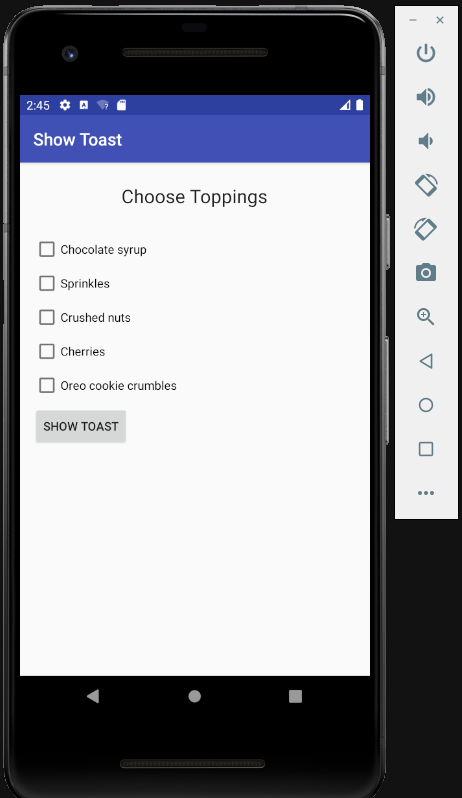 2:45
Show Toast
Choose Toppings
Chocolate syrup
Sprinkles
Crushed nuts
Cherries
Oreo cookie crumbles
SHOW TOAST